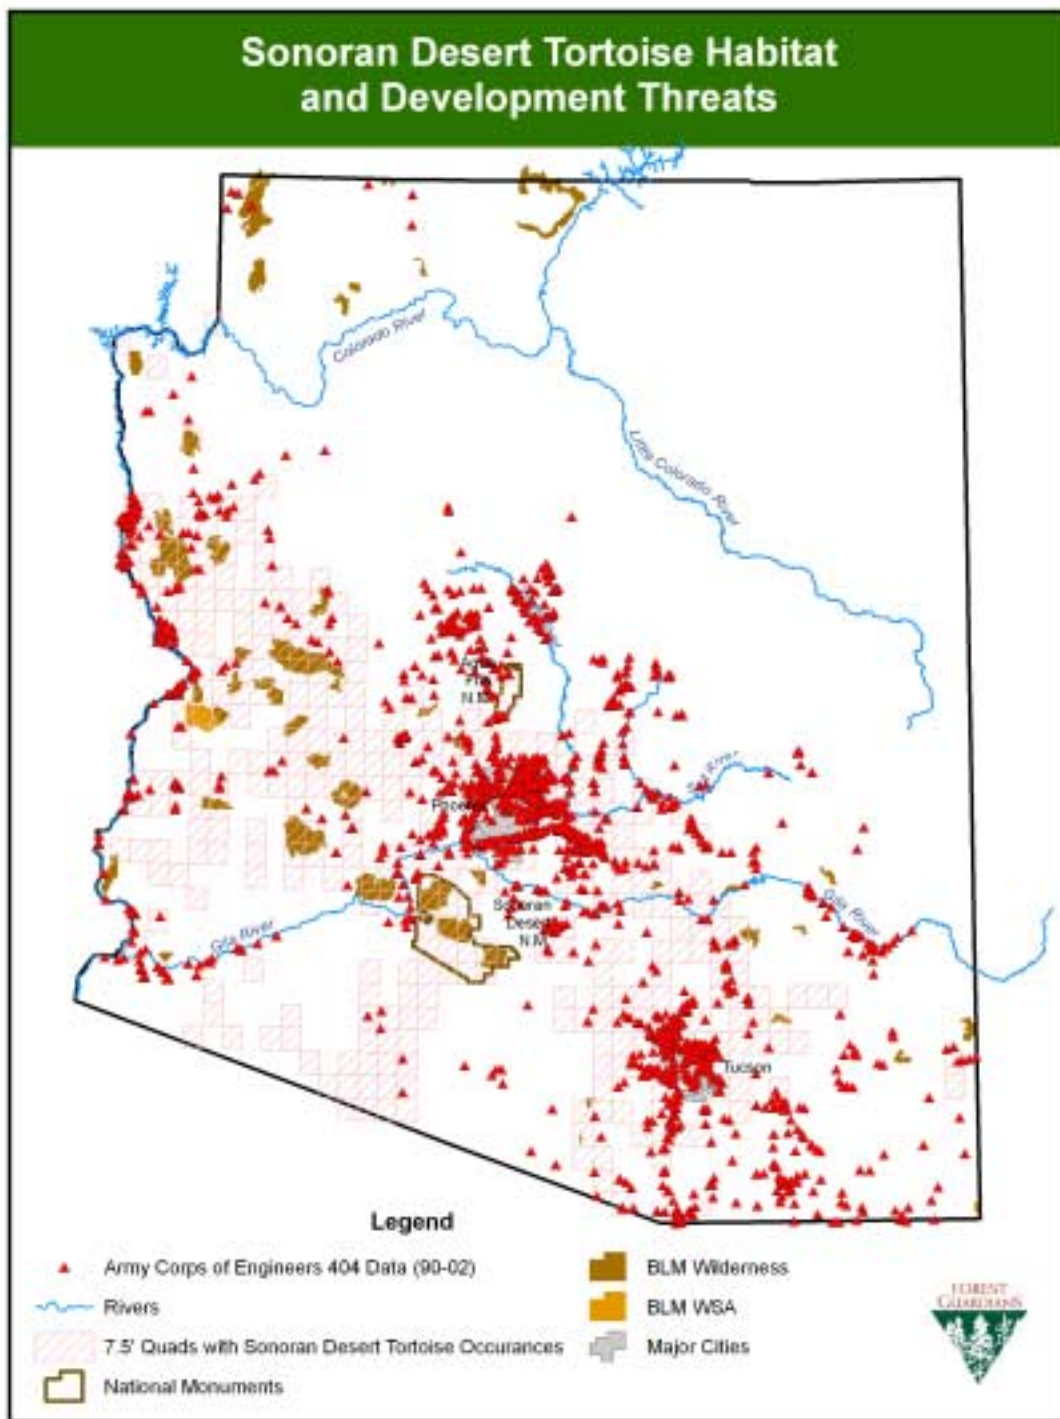 Sonoran Desert Tortoise Habitat
and Development Threats
Colorado River
Little Colorado River
Agua
Fria
N.M.
Salt River
Phoenix
Sonoran
Desert
N.M.
Gila River
Gila River
Tucson
Legend
Army Corps of Engineers 404 Data (90-02)
Rivers
7.5' Quads with Sonoran Desert Tortoise Occurances
National Monuments
BLM Wilderness
BLM WSA
Major Cities
FOREST
GUARDIANS